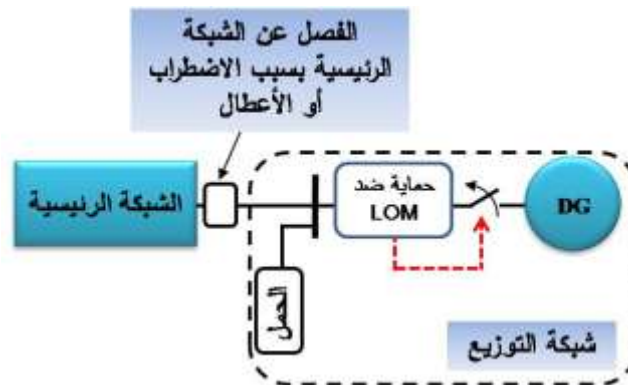 الفصل عن الشبكة
الرئيسية بسبب الاضطراب
أو الأعطال
الشبكة الرئيسية
حماية ضد
LOM
DG
الحمل
شبكة التوزيع